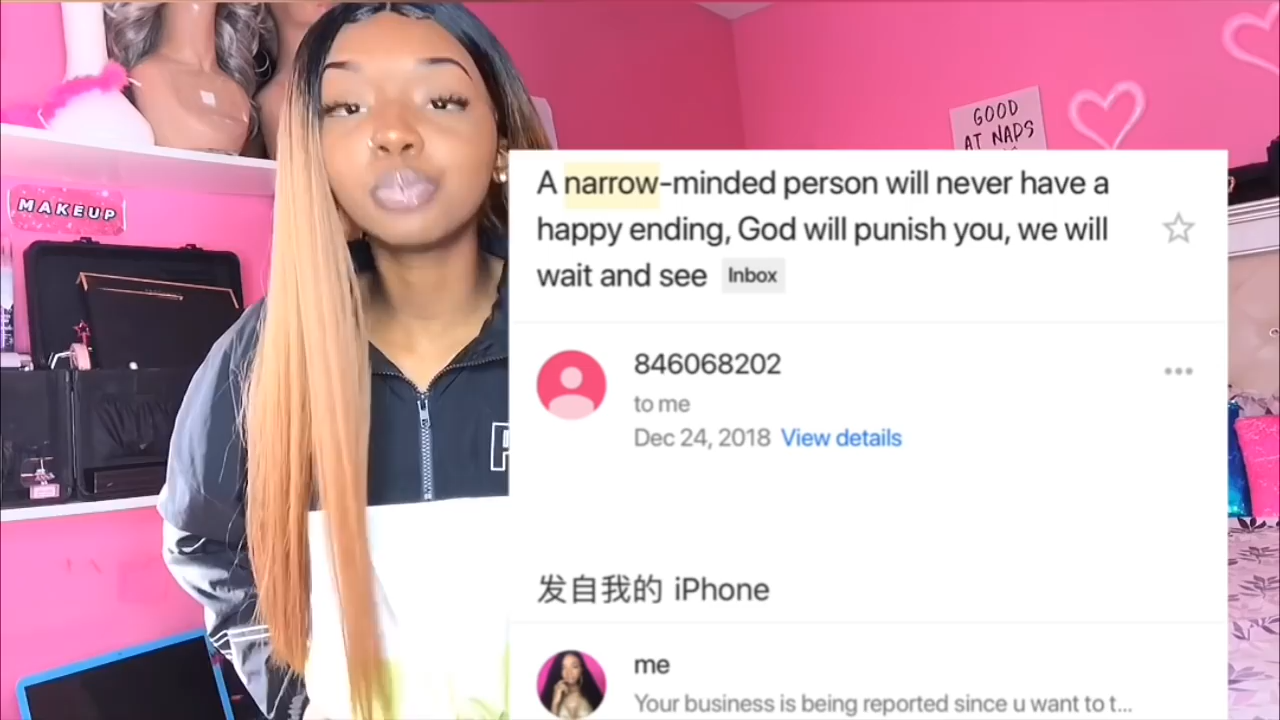 GOOD
AT NAPS
MAKEUP
A narrow-minded person will never have a
happy ending, God will punish you, we will
wait and see Inbox
846068202
to me
Dec 24, 2018 View details
发自我的 iPhone
me
Your business is being reported since u want to t...